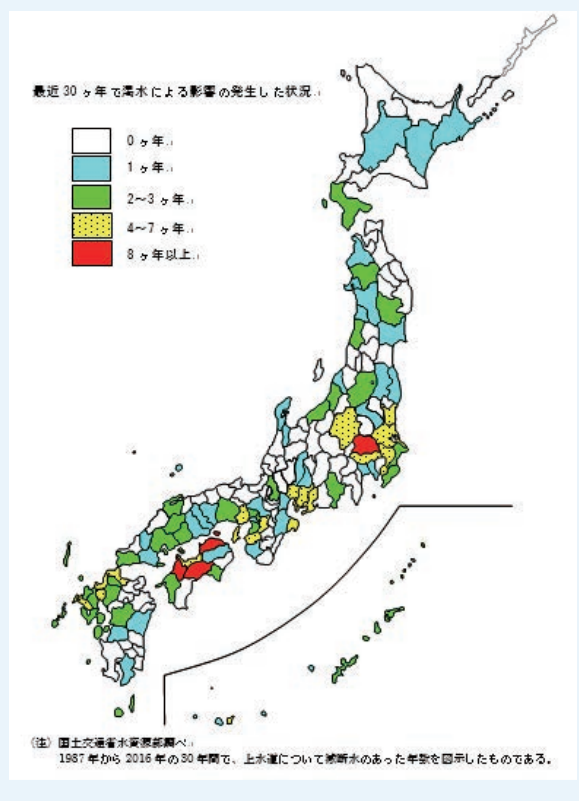 最近30ヶ年で渇水による影響の発生した状況
0ヶ年
1ヶ年
2～3ヶ年
4～7ヶ年
8ヶ年以上
（注）国土交通省水資源部調べ
1987年から2016年の30年間で、上水道について減断水のあった年数を図示したものである。